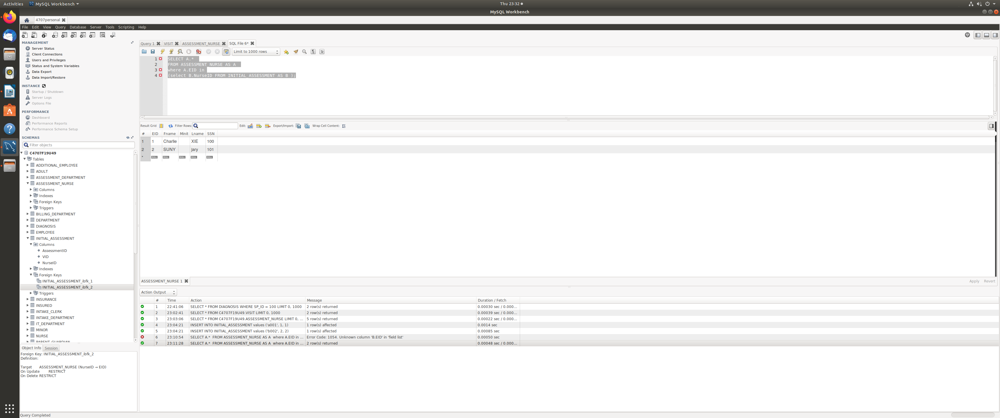 Activities MySQL Workbench Thu 23:32
MySQL Workbench
4707personal
File Edit View Query Database Server Tools Scripting Help
MANAGEMENT
Server Status
Client Connections
Users and Privileges
Status and System Variables
Data Export
Data Import/Restore
INSTANCE
Startup / Shutdown
Server Logs
Options File
PERFORMANCE
Dashboard
Performance Reports
Performance Schema Setup
SCHEMAS
Filter objects
C4707F19U49
Tables
ADDITIONAL_EMPLOYEE
ADULT
ASSESSMENT_DEPARTMENT
ASSESSMENT_NURSE
Columns
Indexes
Foreign Keys
Triggers
BILLING_DEPARTMENT
DEPARTMENT
DIAGNOSIS
EMPLOYEE
INITIAL_ASSESSMENT
Columns
AssessmentID
VID
NurseID
Indexes
Foreign Keys
INITIAL_ASSESSMENT_ibfk_1
INITIAL_ASSESSMENT_ibfk_2
Triggers
INSURANCE
INSURED
INTAKE_CLERK
INTAKE_DEPARTMENT
IT_DEPARTMENT
MINOR
NURSE
PARENT_GUARDIAN
Object Info Session
Foreign Key: INITIAL_ASSESSMENT_ibfk_2
Definition:
Target ASSESSMENT_NURSE (NurseID → EID)
On Update RESTRICT
On Delete RESTRICT
Query Completed
Query 1 VISIT ASSESSMENT_NURSE SQL File 6*
Limit to 1000 rows
1 SELECT A.*
2 FROM ASSESSMENT_NURSE AS A
3 where A.EID in
4 (select B.NurseID FROM INITIAL_ASSESSMENT AS B );
Result Grid Filter Rows: Edit: Export/Import: Wrap Cell Content:
# EID Fname Minit Lname SSN
1 1 Charlie XIE 100
2 2 SUNY jary 101
* NULL NULL NULL NULL NULL
ASSESSMENT_NURSE 1 Apply Revert
Action Output
# Time Action Message Duration / Fetch
1 22:41:06 SELECT * FROM DIAGNOSIS WHERE SP_ID = 100 LIMIT 0, 1000 2 row(s) returned 0.00030 sec / 0.000...
2 23:02:41 SELECT * FROM C4707F19U49.VISIT LIMIT 0, 1000 2 row(s) returned 0.00039 sec / 0.000...
3 23:03:06 SELECT * FROM C4707F19U49.ASSESSMENT_NURSE LIMIT 0, ... 5 row(s) returned 0.00022 sec / 0.000...
4 23:04:21 INSERT INTO INITIAL_ASSESSMENT values ('a001', 1, 1) 1 row(s) affected 0.0014 sec
5 23:04:21 INSERT INTO INITIAL_ASSESSMENT values ('b002', 2, 2) 1 row(s) affected 0.00085 sec
6 23:10:54 SELECT A.* FROM ASSESSMENT_NURSE AS A where A.EID in ... Error Code: 1054. Unknown column 'B.EID' in 'field list' 0.00050 sec
7 23:11:28 SELECT A.* FROM ASSESSMENT_NURSE AS A where A.EID in ... 2 row(s) returned 0.00048 sec / 0.000...